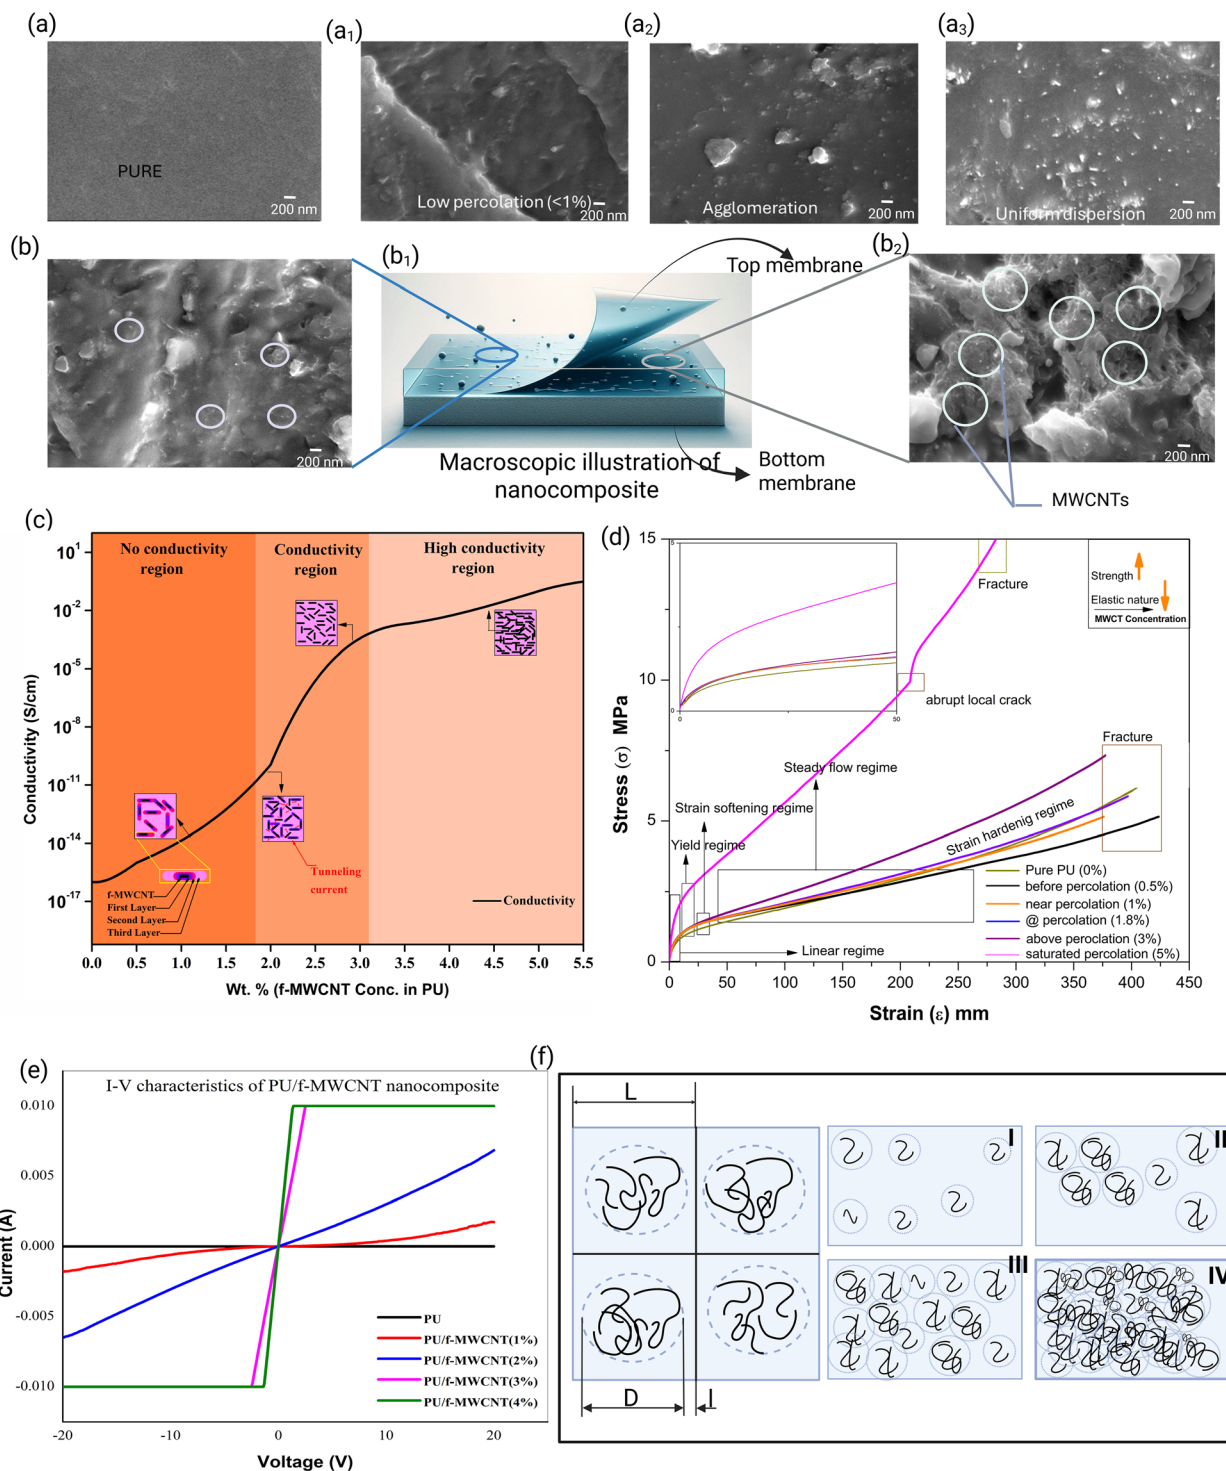 (a)
(a1)
(a2)
(a3)
PURE
200 nm
Low percolation (<1%)
200 nm
Agglomeration
200 nm
Uniform dispersion
200 nm
(b)
(b1)
(b2)
Top membrane
200 nm
200 nm
Macroscopic illustration of
nanocomposite
Bottom
membrane
MWCNTs
(c)
No conductivity
region
Conductivity
region
High conductivity
region
10^1
10^-2
10^-5
10^-8
10^-11
10^-14
10^-17
Conductivity (S/cm)
Tunneling
current
f-MWCNT
First Layer
Second Layer
Third Layer
Conductivity
0.0 0.5 1.0 1.5 2.0 2.5 3.0 3.5 4.0 4.5 5.0 5.5
Wt. % (f-MWCNT Conc. in PU)
(d)
15
10
5
0
Stress (σ) MPa
5
0
0
50
Fracture
Strength
Elastic nature
MWCT Concentration
abrupt local crack
Fracture
Steady flow regime
Strain softening regime
Yield regime
Strain hardenig regime
Linear regime
Pure PU (0%)
before percolation (0.5%)
near percolation (1%)
@ percolation (1.8%)
above peroclation (3%)
saturated percolation (5%)
0 50 100 150 200 250 300 350 400 450
Strain (ε) mm
(e)
I-V characteristics of PU/f-MWCNT nanocomposite
0.010
0.005
0.000
-0.005
-0.010
Current (A)
PU
PU/f-MWCNT(1%)
PU/f-MWCNT(2%)
PU/f-MWCNT(3%)
PU/f-MWCNT(4%)
-20 -10 0 10 20
Voltage (V)
(f)
L
D
I
I
II
III
IV